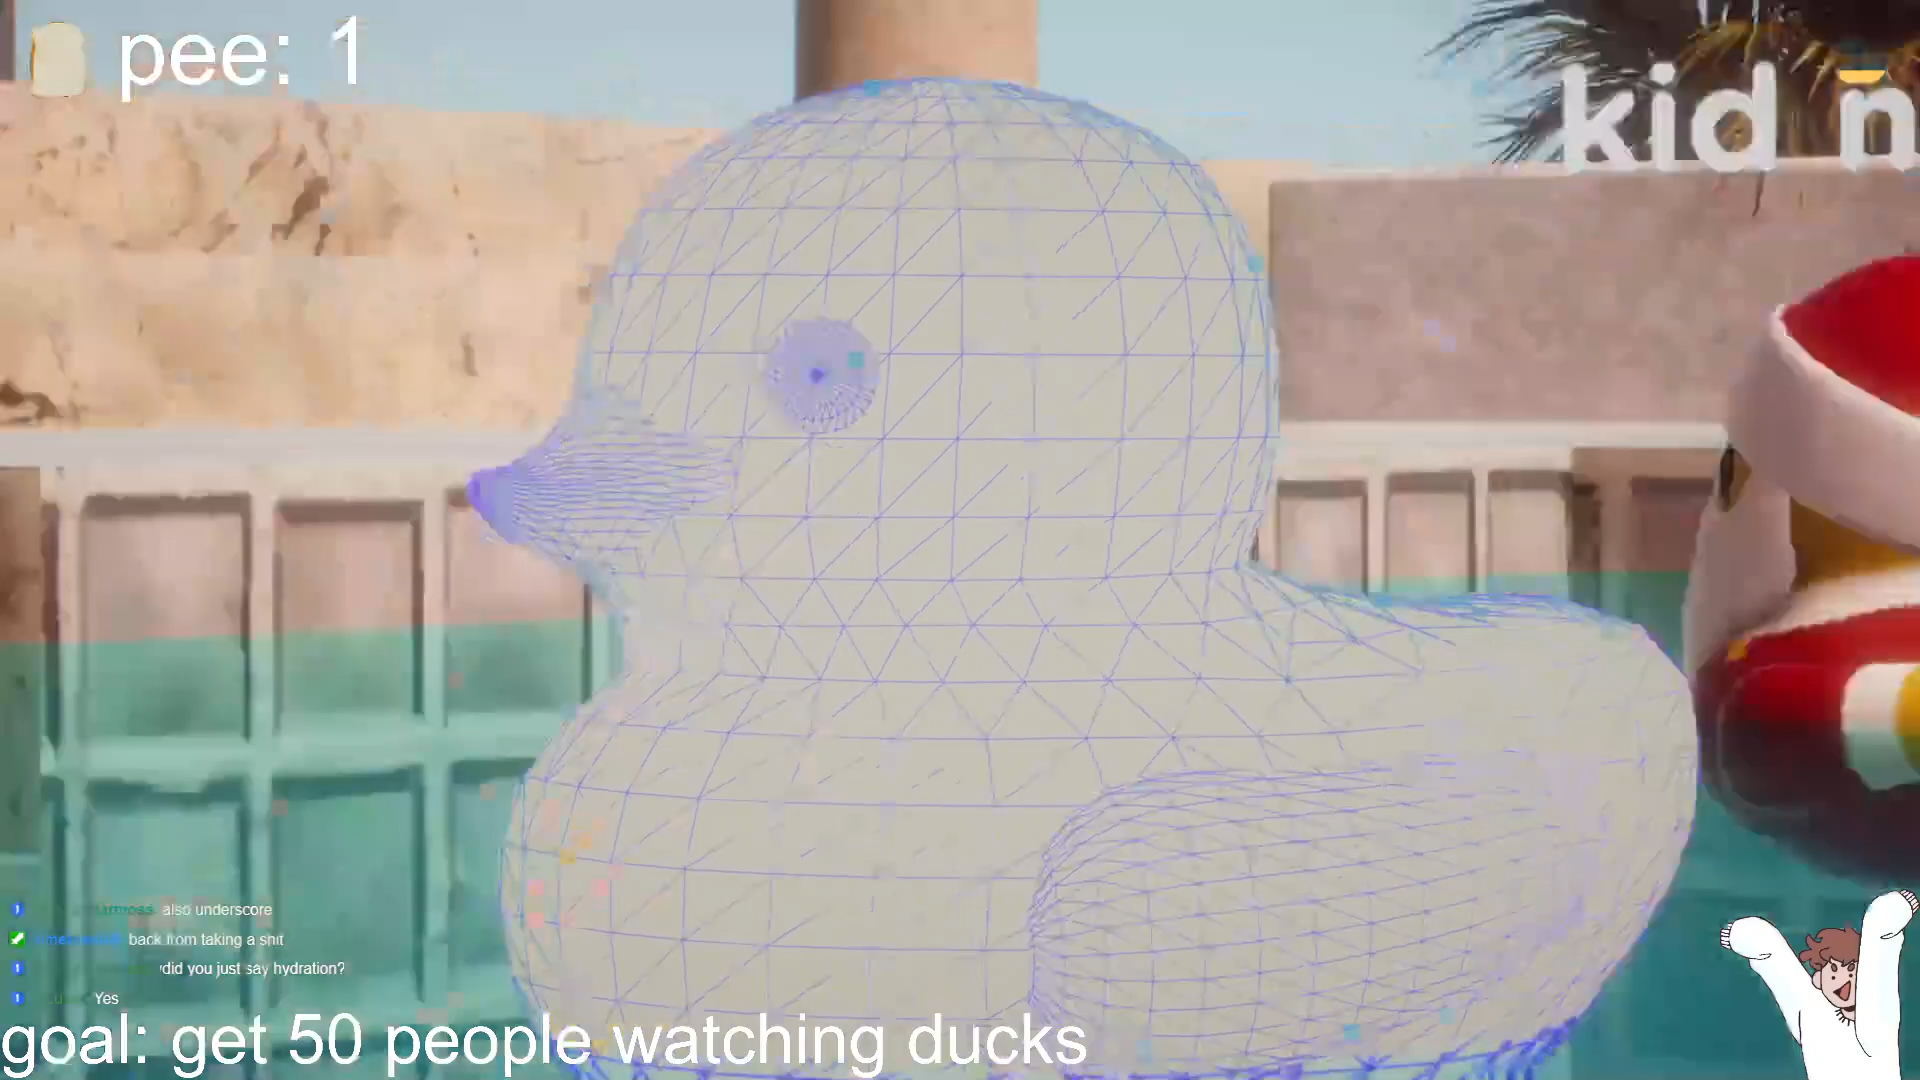 pee: 1
kid n
also underscore
back from taking a shit
did you just say hydration?
Yes
goal: get 50 people watching ducks